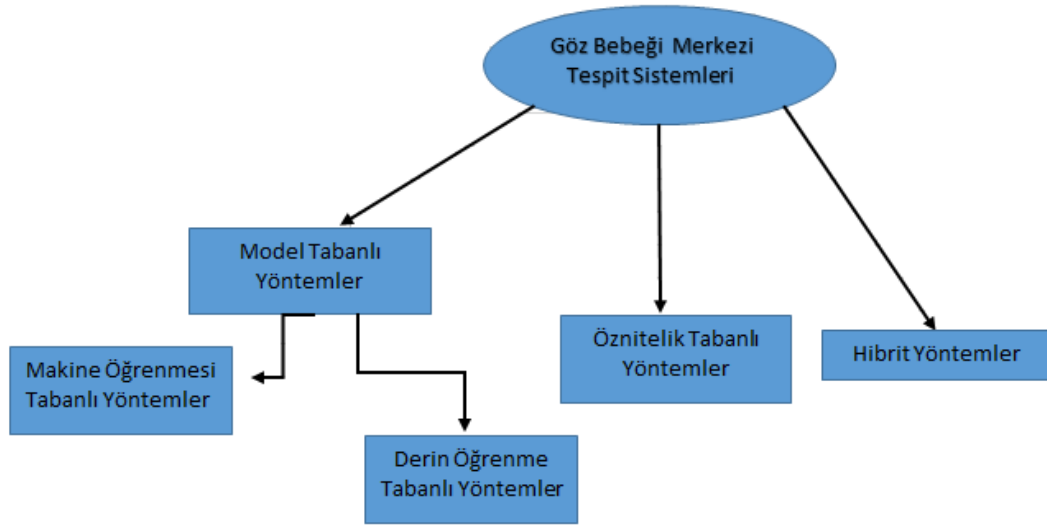 Göz Bebeği Merkezi
Tespit Sistemleri
Model Tabanlı
Yöntemler
Öznitelik Tabanlı
Yöntemler
Hibrit Yöntemler
Makine Öğrenmesi
Tabanlı Yöntemler
Derin Öğrenme
Tabanlı Yöntemler